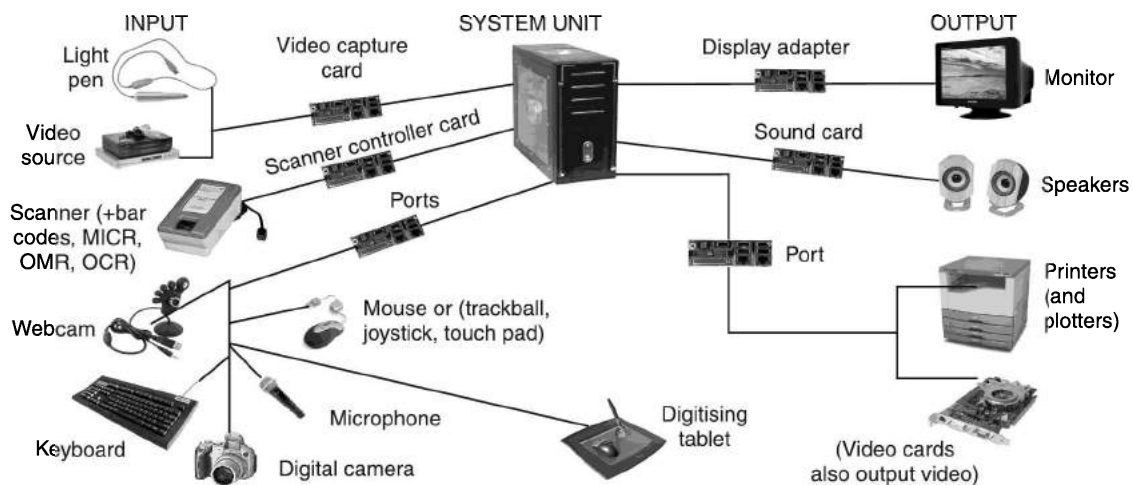 INPUT
SYSTEM UNIT
OUTPUT
Light
pen
Video capture
card
Display adapter
Monitor
Video
source
Scanner controller card
Sound card
Speakers
Scanner (+bar
codes, MICR,
OMR, OCR)
Ports
Port
Printers
(and
plotters)
Webcam
Mouse or (trackball,
joystick, touch pad)
Keyboard
Microphone
Digital camera
Digitising
tablet
(Video cards
also output video)